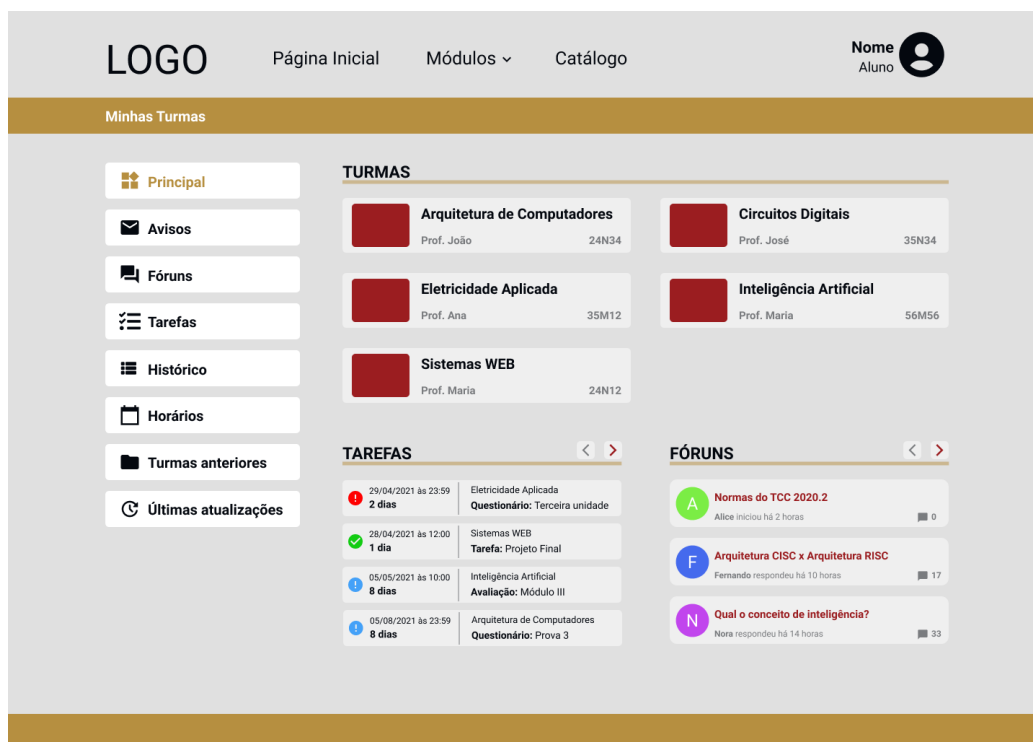 LOGO
Página Inicial
Módulos
Catálogo
Nome
Aluno
Minhas Turmas
Principal
Avisos
Fóruns
Tarefas
Histórico
Horários
Turmas anteriores
Últimas atualizações
TURMAS
Arquitetura de Computadores
Prof. João 24N34
Circuitos Digitais
Prof. José 35N34
Eletricidade Aplicada
Prof. Ana 35M12
Inteligência Artificial
Prof. Maria 56M56
Sistemas WEB
Prof. Maria 24N12
TAREFAS
29/04/2021 às 23:59 Eletricidade Aplicada
2 dias Questionário: Terceira unidade
28/04/2021 às 12:00 Sistemas WEB
1 dia Tarefa: Projeto Final
05/05/2021 às 10:00 Inteligência Artificial
8 dias Avaliação: Módulo III
05/08/2021 às 23:59 Arquitetura de Computadores
8 dias Questionário: Prova 3
FÓRUNS
A
Normas do TCC 2020.2
Alice iniciou há 2 horas 0
F
Arquitetura CISC x Arquitetura RISC
Fernando respondeu há 10 horas 17
N
Qual o conceito de inteligência?
Nora respondeu há 14 horas 33